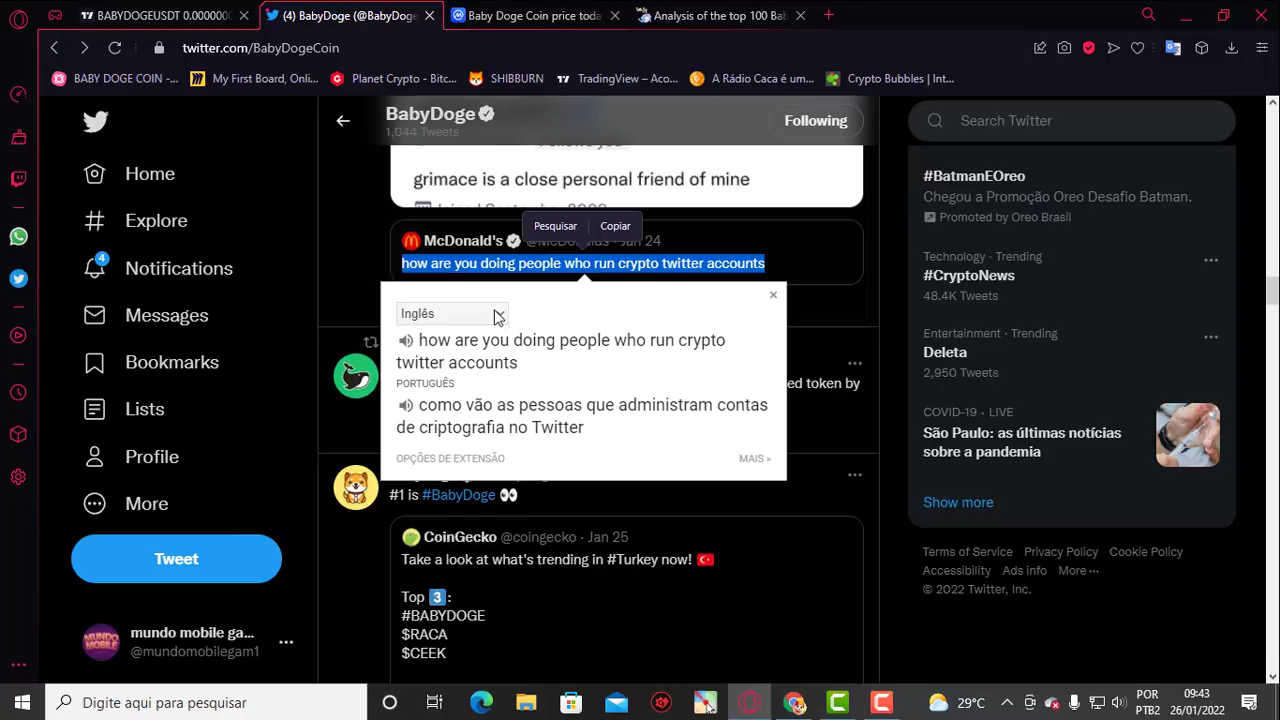 BABYDOGEUSDT 0.0000000
(4) BabyDoge (@BabyDoge
Baby Doge Coin price toda
Analysis of the top 100 Bab
twitter.com/BabyDogeCoin
BABY DOGE COIN -...
My First Board, Onli...
Planet Crypto - Bitc...
SHIBBURN
TradingView – Aco...
A Rádio Caca é um...
Crypto Bubbles | Int...
Home
Explore
4
Notifications
Messages
Bookmarks
Lists
Profile
More
Tweet
mundo mobile ga...
@mundomobilegam1
BabyDoge
1,044 Tweets
Following
grimace is a close personal friend of mine
Pesquisar
Copiar
McDonald's @McDonalds · Jan 24
how are you doing people who run crypto twitter accounts
Inglês
how are you doing people who run crypto
twitter accounts
PORTUGUÊS
como vão as pessoas que administram contas
de criptografia no Twitter
OPÇÕES DE EXTENSÃO
MAIS »
ed token by
#1 is #BabyDoge 👀
CoinGecko @coingecko · Jan 25
Take a look at what's trending in #Turkey now! 🇹🇷
Top 3️⃣:
#BABYDOGE
$RACA
$CEEK
Search Twitter
#BatmanEOreo
Chegou a Promoção Oreo Desafio Batman.
Promoted by Oreo Brasil
Technology · Trending
#CryptoNews
48.4K Tweets
Entertainment · Trending
Deleta
2,950 Tweets
COVID-19 · LIVE
São Paulo: as últimas notícias
sobre a pandemia
Show more
Terms of Service Privacy Policy Cookie Policy
Accessibility Ads info More ···
© 2022 Twitter, Inc.
Digite aqui para pesquisar
29°C
POR
PTB2
09:43
26/01/2022